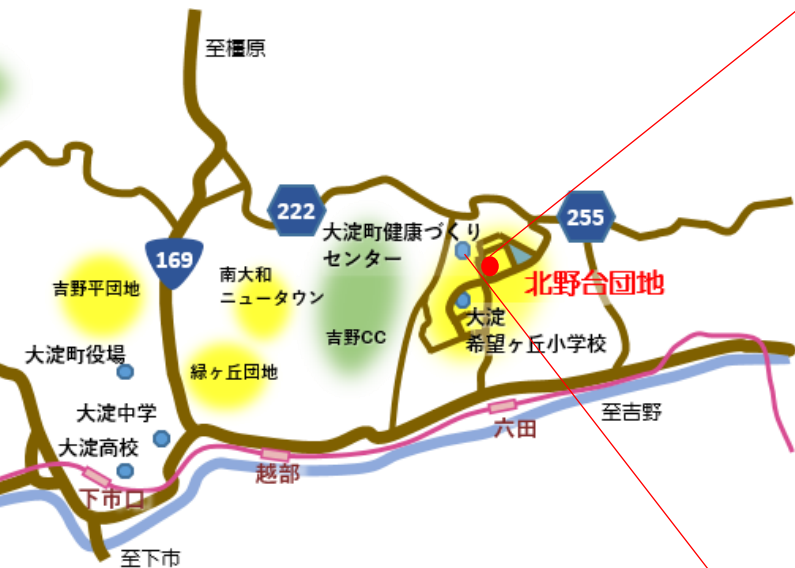 至橿原
222
255
大淀町健康づくり
センター
169
南大和
ニュータウン
吉野平団地
北野台団地
大淀
希望ヶ丘小学校
吉野CC
大淀町役場
緑ヶ丘団地
大淀中学
至吉野
六田
大淀高校
越部
下市口
至下市